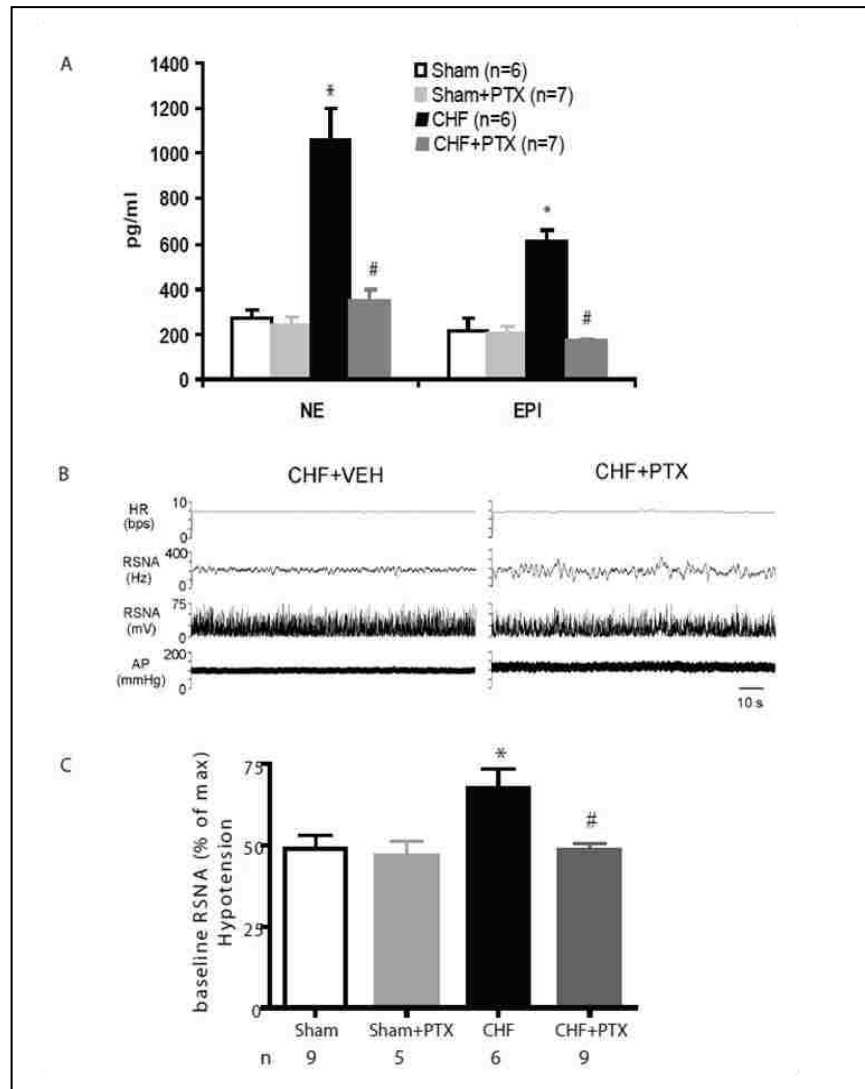 A
1400
1200
1000
800
600
400
200
0
pg/ml
Sham (n=6)
Sham+PTX (n=7)
CHF (n=6)
CHF+PTX (n=7)
*
#
*
#
NE
EPI
B
CHF+VEH
CHF+PTX
HR
(bps)
10
0
RSNA
(Hz)
400
0
RSNA
(mV)
75
0
AP
(mmHg)
200
0
10 s
C
baseline RSNA (% of max)
Hypotension
75
50
25
0
*
#
Sham Sham+PTX CHF CHF+PTX
n 9 5 6 9